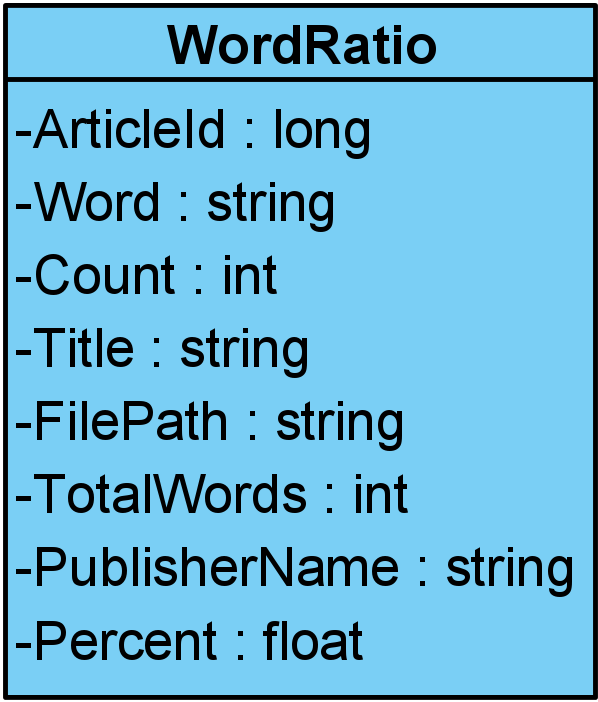 WordRatio
-ArticleId : long
-Word : string
-Count : int
-Title : string
-FilePath : string
-TotalWords : int
-PublisherName : string
-Percent : float